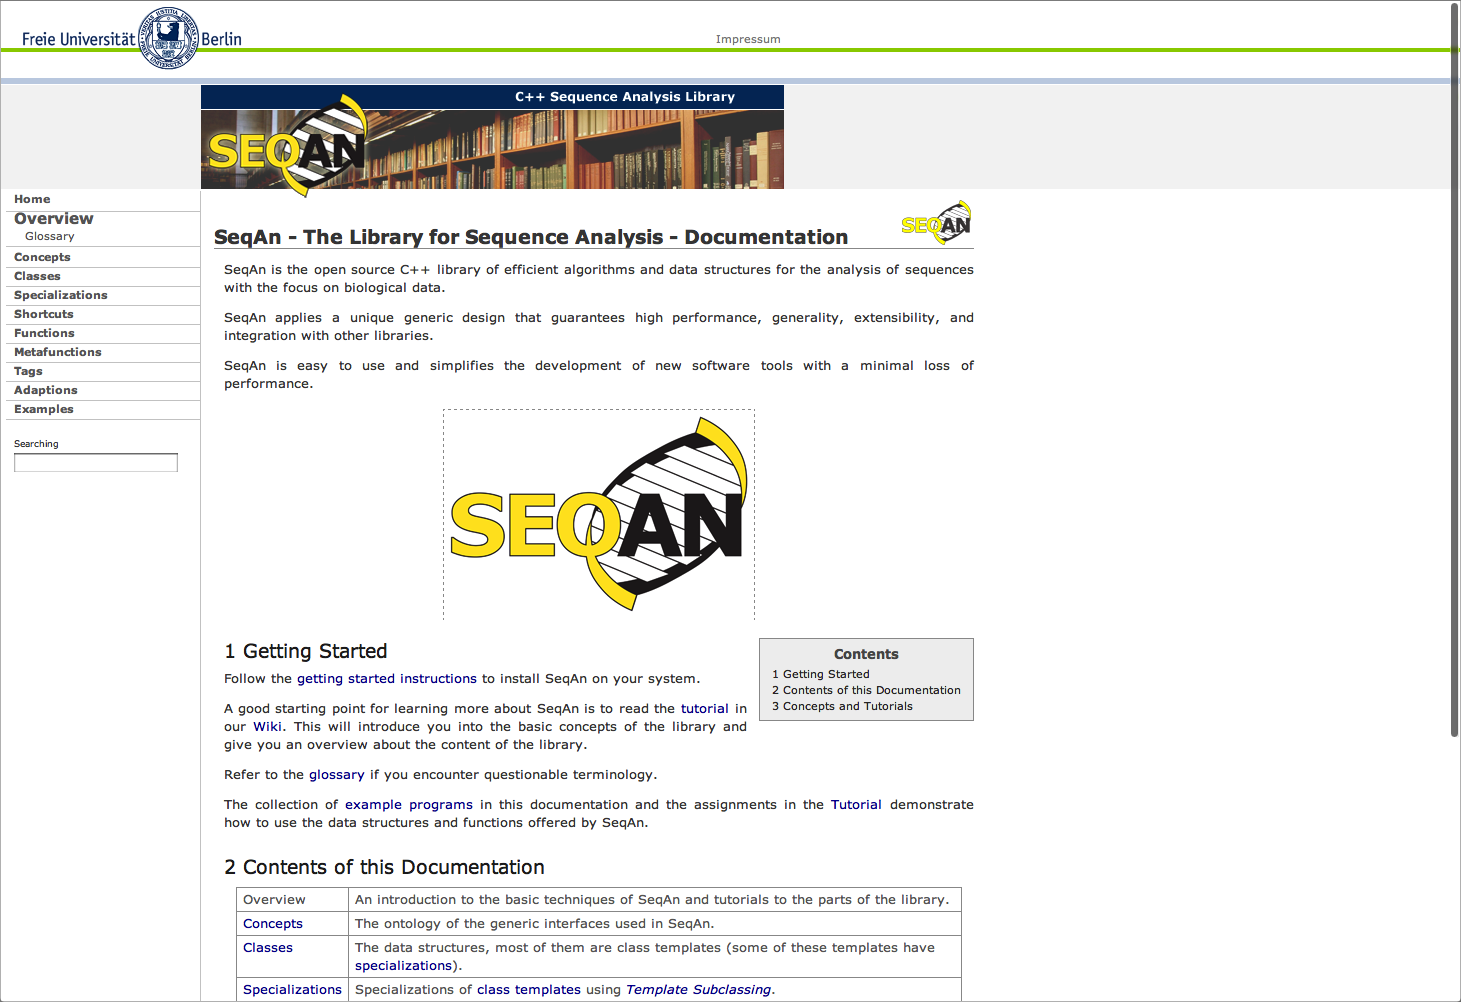 Freie Universität Berlin
Impressum
C++ Sequence Analysis Library
SEQAN
Home
Overview
Glossary
Concepts
Classes
Specializations
Shortcuts
Functions
Metafunctions
Tags
Adaptions
Examples
Searching
SEQAN
SeqAn - The Library for Sequence Analysis - Documentation
SeqAn is the open source C++ library of efficient algorithms and data structures for the analysis of sequences
with the focus on biological data.
SeqAn applies a unique generic design that guarantees high performance, generality, extensibility, and
integration with other libraries.
SeqAn is easy to use and simplifies the development of new software tools with a minimal loss of
performance.
SEQAN
1 Getting Started
Follow the getting started instructions to install SeqAn on your system.
A good starting point for learning more about SeqAn is to read the tutorial in
our Wiki. This will introduce you into the basic concepts of the library and
give you an overview about the content of the library.
Refer to the glossary if you encounter questionable terminology.
The collection of example programs in this documentation and the assignments in the Tutorial demonstrate
how to use the data structures and functions offered by SeqAn.
Contents
1 Getting Started
2 Contents of this Documentation
3 Concepts and Tutorials
2 Contents of this Documentation
Overview An introduction to the basic techniques of SeqAn and tutorials to the parts of the library.
Concepts The ontology of the generic interfaces used in SeqAn.
Classes The data structures, most of them are class templates (some of these templates have
specializations).
Specializations Specializations of class templates using Template Subclassing.